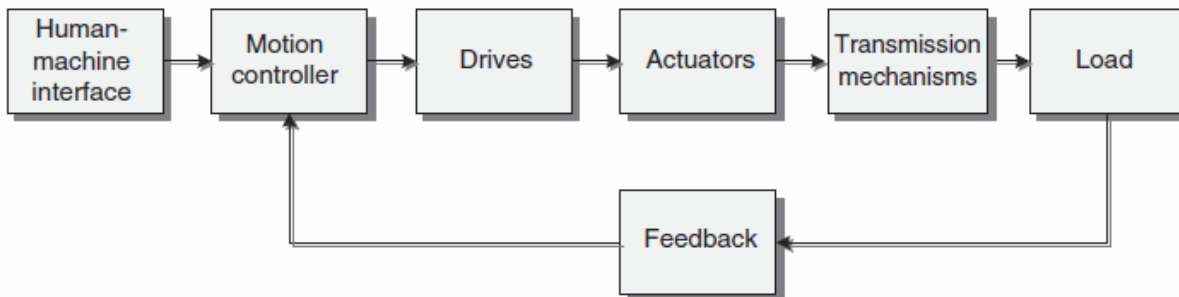 Human-
machine
interface
Motion
controller
Drives
Actuators
Transmission
mechanisms
Load
Feedback